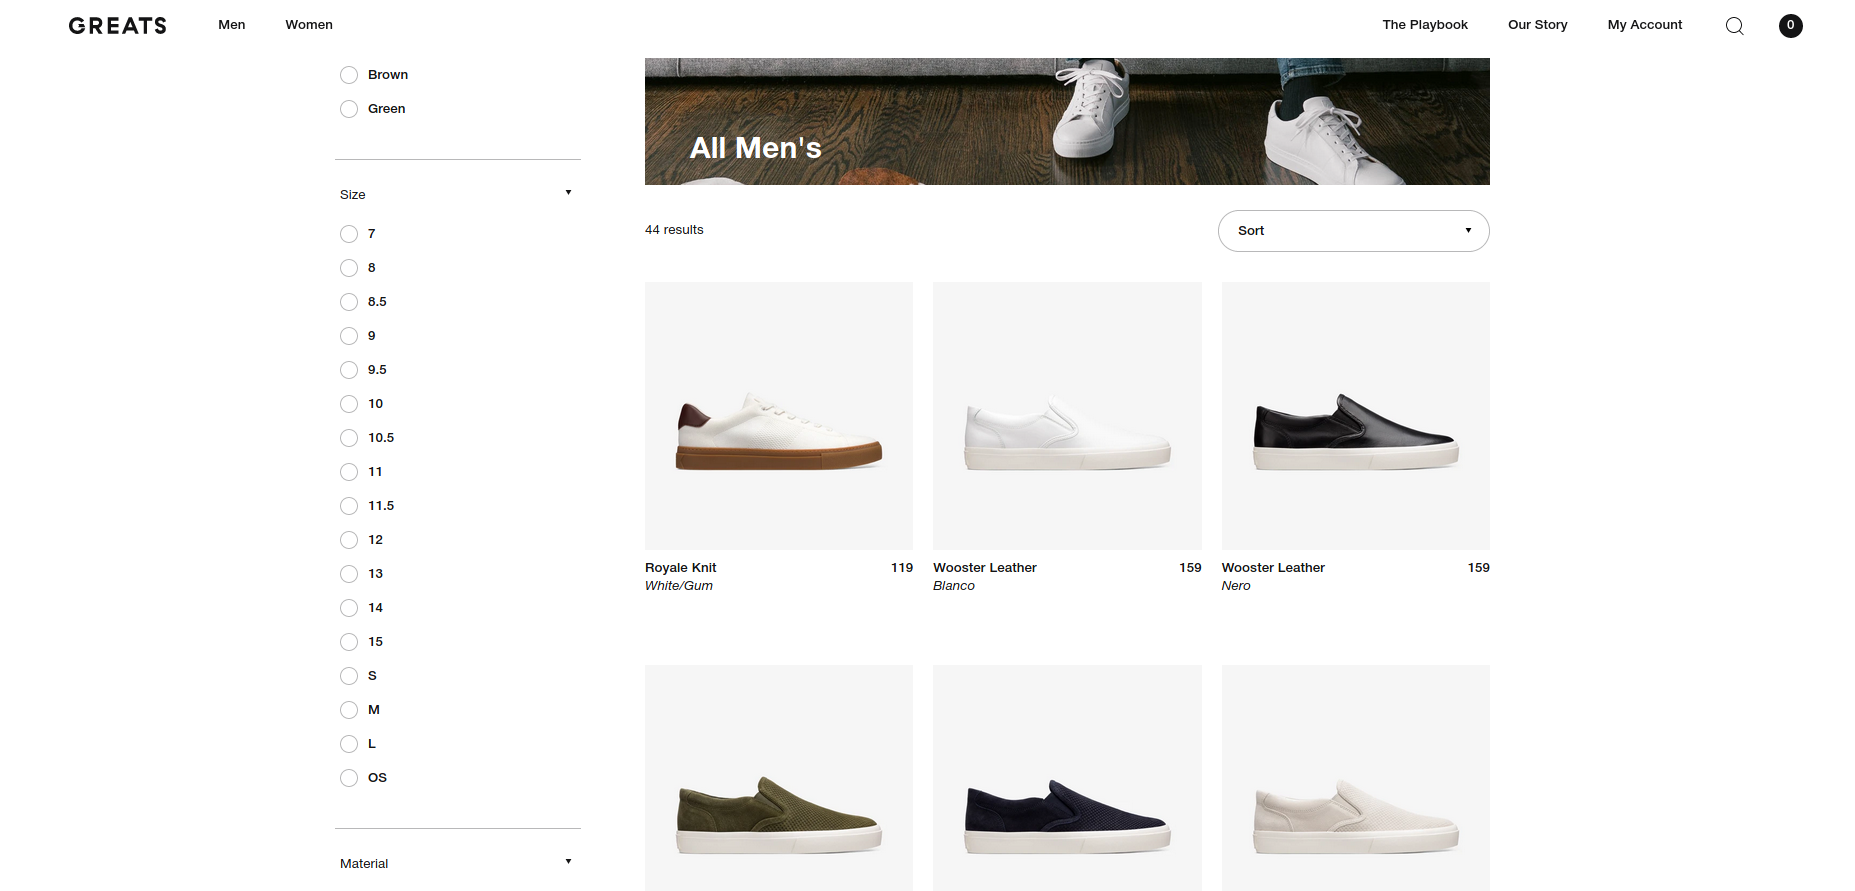 GREATS
Men
Women
The Playbook
Our Story
My Account
0
Brown
Green
Size
7
8
8.5
9
9.5
10
10.5
11
11.5
12
13
14
15
S
M
L
OS
Material
All Men's
44 results
Sort
Royale Knit 119
White/Gum
Wooster Leather 159
Blanco
Wooster Leather 159
Nero